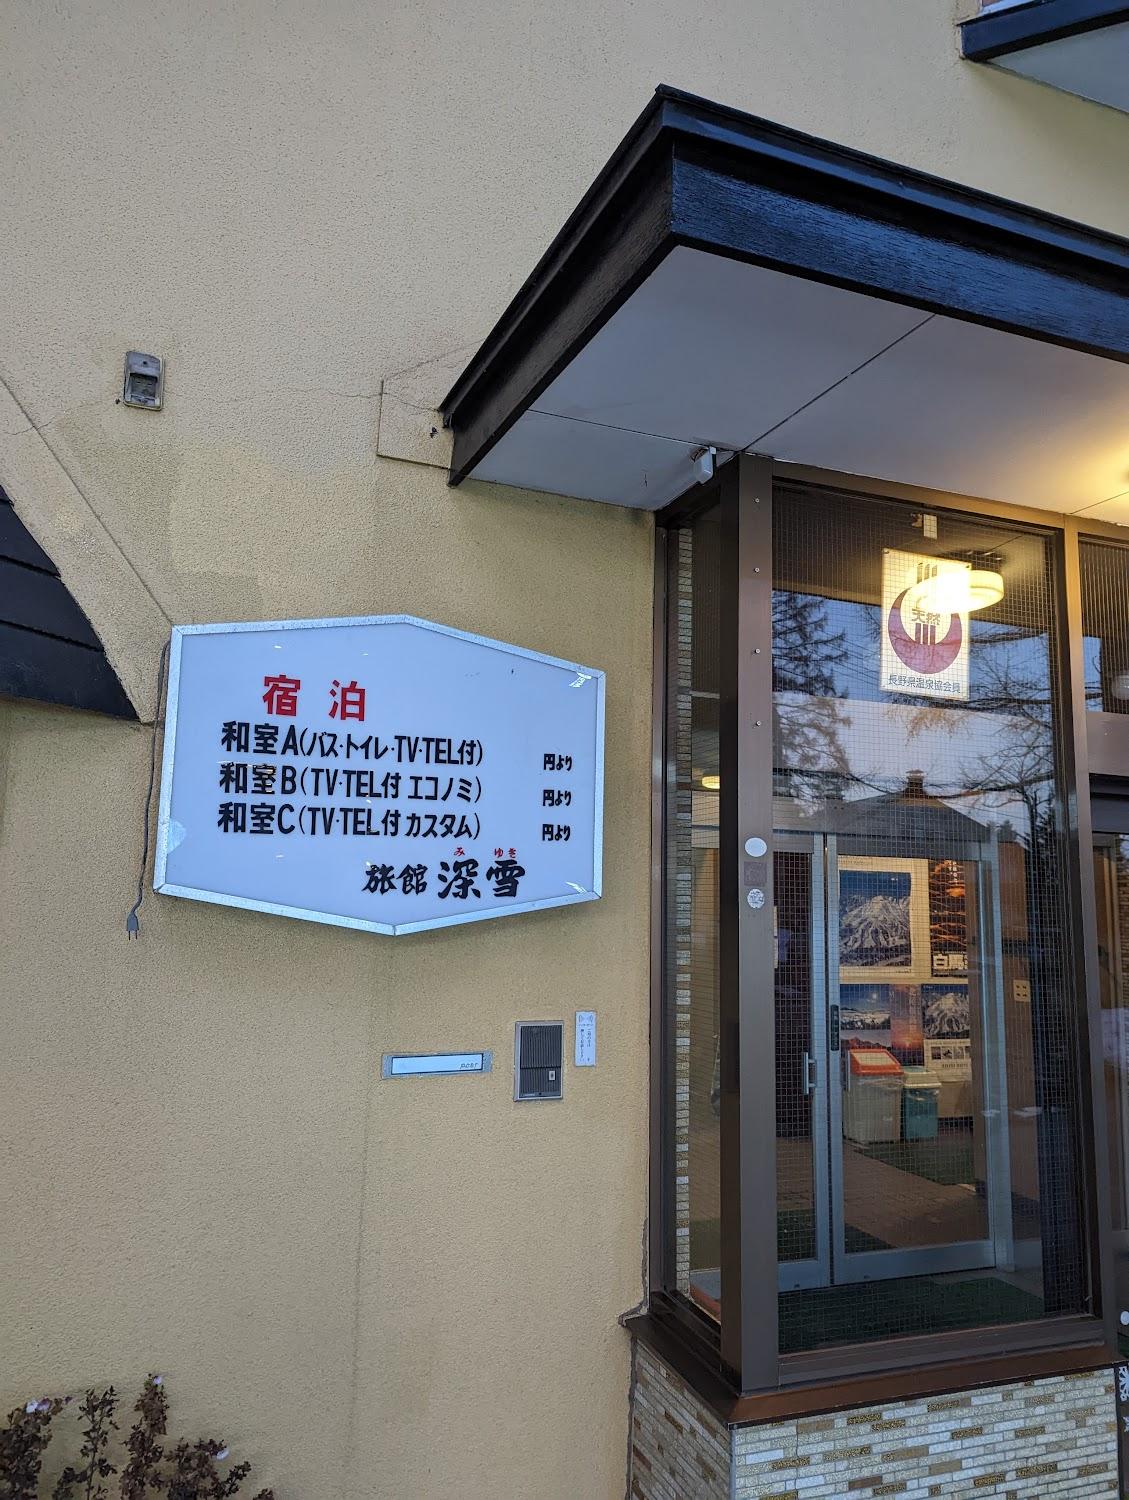 天然
長野県温泉協会員
宿泊
和室A(バス・トイレ・TV・TEL付) 円より
和室B(TV・TEL付 エコノミ) 円より
和室C(TV・TEL付 カスタム) 円より
みゆき
旅館 深雪
POST